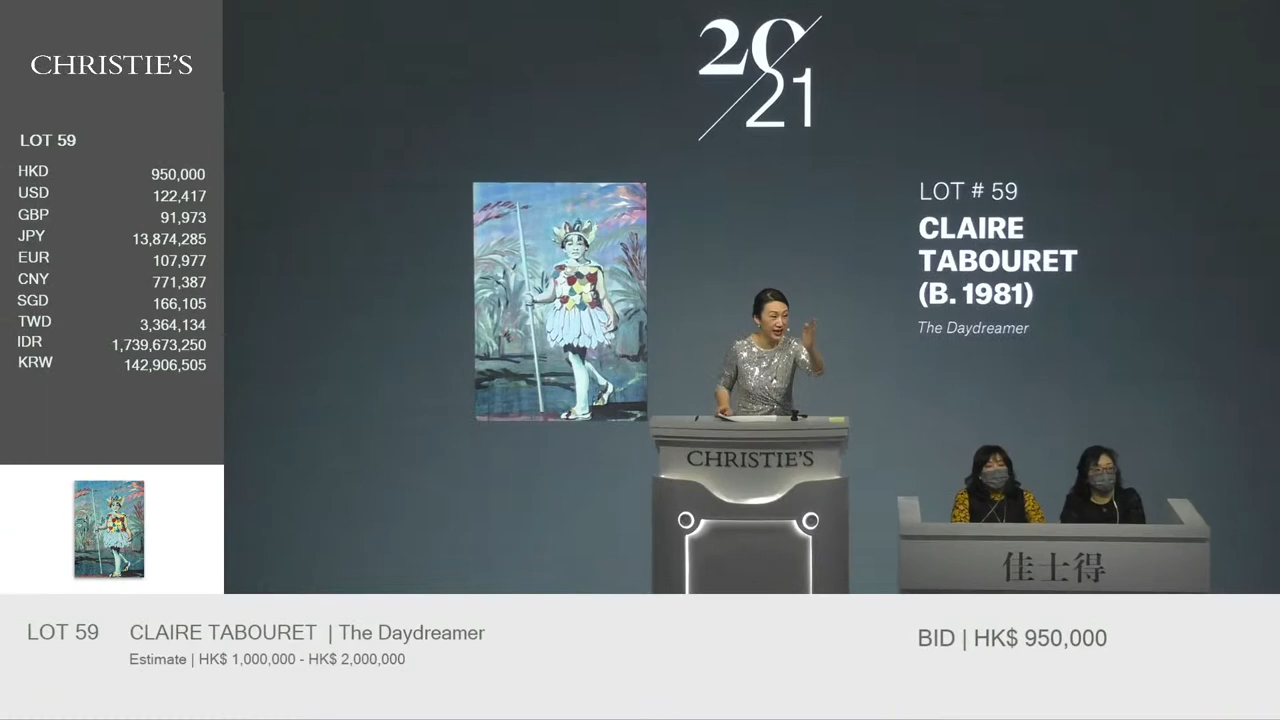 CHRISTIE'S
LOT 59
HKD 950,000
USD 122,417
GBP 91,973
JPY 13,874,285
EUR 107,977
CNY 771,387
SGD 166,105
TWD 3,364,134
IDR 1,739,673,250
KRW 142,906,505
20
21
LOT # 59
CLAIRE
TABOURET
(B. 1981)
The Daydreamer
CHRISTIE'S
佳士得
LOT 59 CLAIRE TABOURET | The Daydreamer
Estimate | HK$ 1,000,000 - HK$ 2,000,000
BID | HK$ 950,000